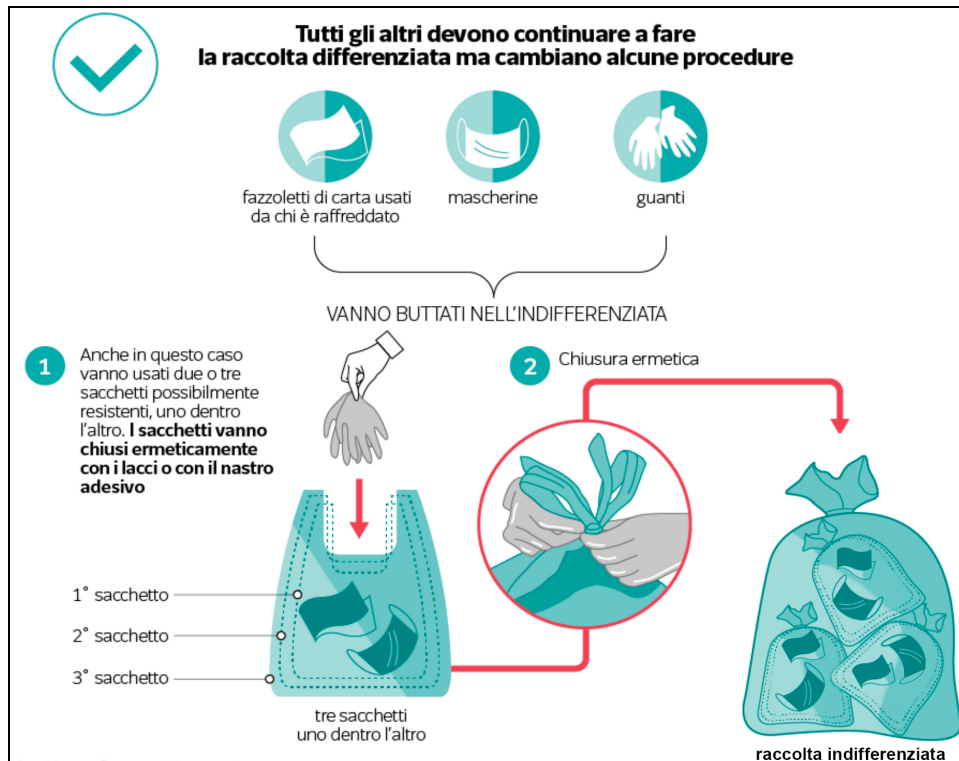 Tutti gli altri devono continuare a fare
la raccolta differenziata ma cambiano alcune procedure
fazzoletti di carta usati
da chi è raffreddato
mascherine
guanti
VANNO BUTTATI NELL'INDIFFERENZIATA
1
Anche in questo caso
vanno usati due o tre
sacchetti possibilmente
resistenti, uno dentro
l'altro. I sacchetti vanno
chiusi ermeticamente
con i lacci o con il nastro
adesivo
2
Chiusura ermetica
1° sacchetto
2° sacchetto
3° sacchetto
tre sacchetti
uno dentro l'altro
raccolta indifferenziata